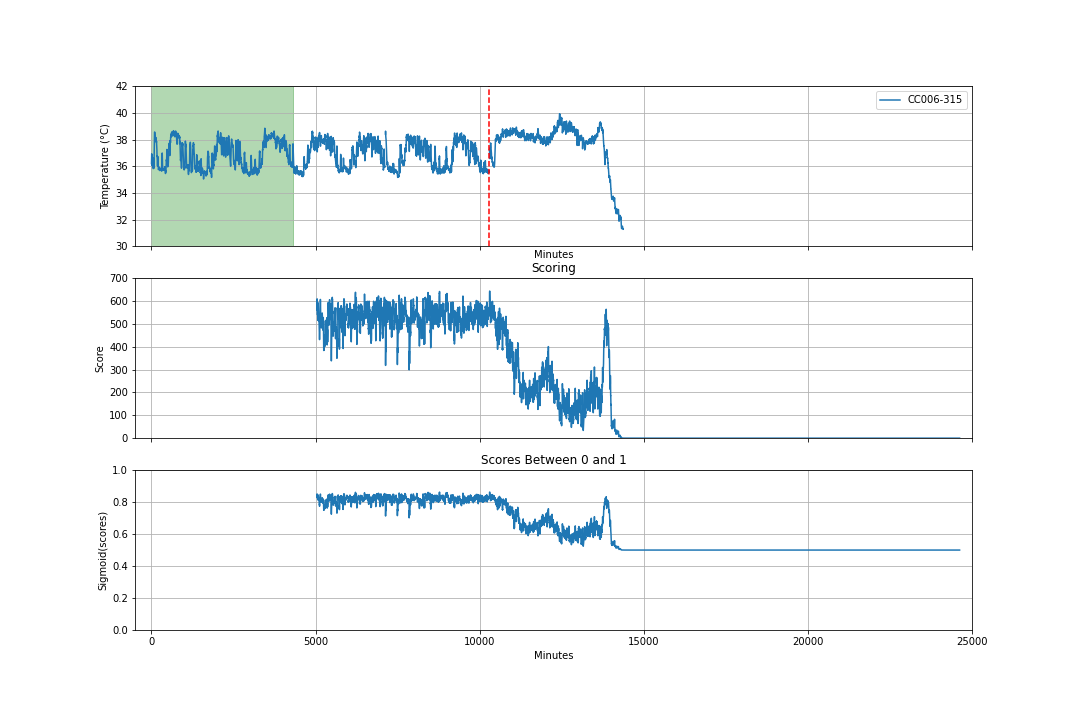 42
40
38
36
34
32
30
Temperature (°C)
CC006-315
Minutes
Scoring
700
600
500
400
300
200
100
0
Score
Scores Between 0 and 1
1.0
0.8
0.6
0.4
0.2
0.0
Sigmoid(scores)
0 5000 10000 15000 20000 25000
Minutes